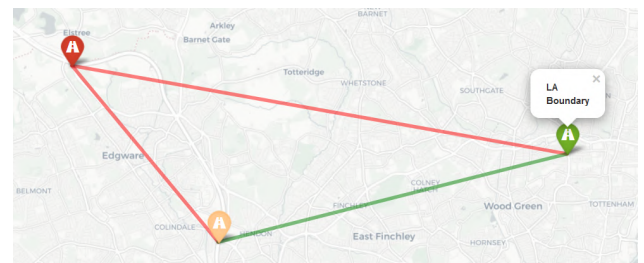 NEW
BARNET
Elstree
Arkley
Barnet Gate
Totteridge
WHETSTONE
SOUTHGATE
LA
Boundary
Edgware
BELMONT
COLNEY
HATCH
FINCHLEY
Wood Green
TOTTENHAM
COLINDALE
HENDON
East Finchley
HORNSEY